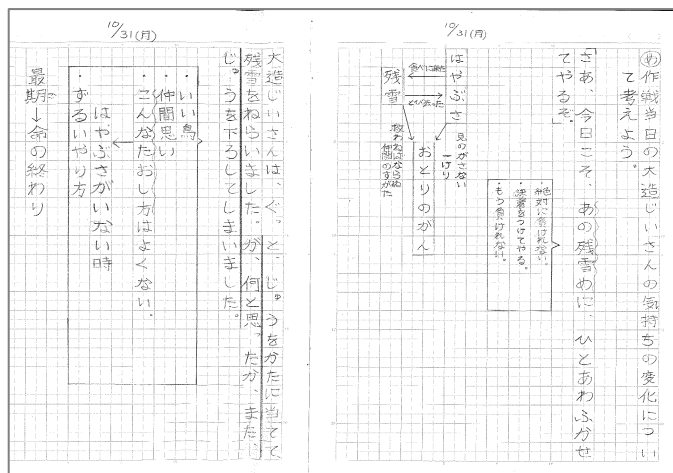 10/31(月)
め 作戦当日の大造じいさんの気持ちの変化につい
て考えよう。
「さあ、今日こそ、あの残雪めに、ひとあわふかせ
てやるぞ。」
・絶対に負けれない。
・決着をつけてやる。
・もう負けれない。
はやぶさ
見のがさない
一けり
とびさった
残雪
おとりのがん
救わねばならぬ
仲間のすがた
10/31(月)
大造じいさんは、ぐっと、じゅうをかたに当てて
残雪をねらいました。が、何と思ったか、また、
じゅうを下ろしてしまいました。
・いい鳥
・仲間思い
・こんなたおし方はよくない。
はやぶさがいない時
・ずるいやり方
最期→命の終わり